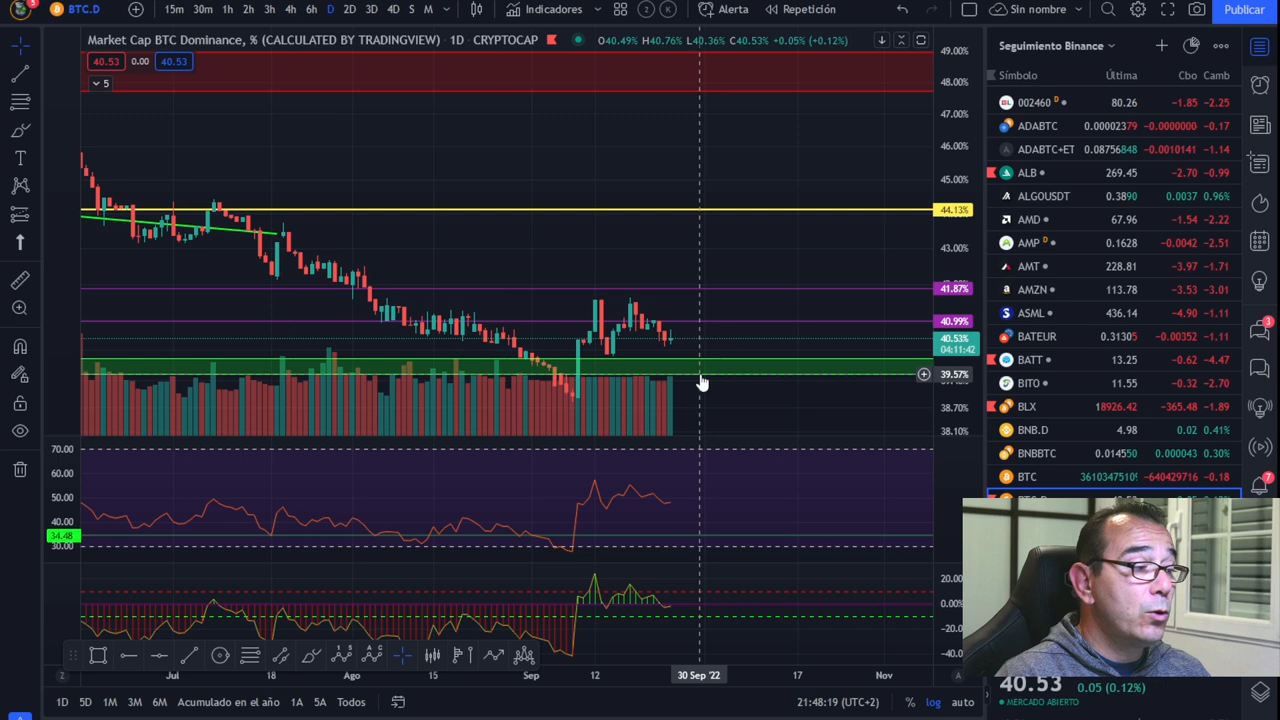 5
BTC.D
15m 30m 1h 2h 3h 4h 6h D 2D 3D 4D S M
Indicadores
2 K
Alerta
Repetición
Sin nombre
Publicar
Market Cap BTC Dominance, % (CALCULATED BY TRADINGVIEW) · 1D · CRYPTOCAP
O40.49% H40.76% L40.36% C40.53% +0.05 (+0.12%)
40.53 0.00 40.53
5
49.00%
48.00%
47.00%
46.00%
45.00%
44.13%
43.00%
41.87%
40.99%
40.53%
04:11:42
39.57%
38.70%
38.10%
70.00
60.00
50.00
40.00
34.48
30.00
20.00
0.00%
-20.0
-40.0
Jul 18 Ago 15 Sep 12 30 Sep '22 17 Nov
Z A
1D 5D 1M 3M 6M Acumulado en el año 1A 5A Todos
21:48:19 (UTC+2) % log auto
Seguimiento Binance
Símbolo Última Cbo Camb
002460 D 80.26 −1.85 −2.25
ADABTC 0.00002379 −0.0000000 −0.17
ADABTC+ET 0.08756848 −0.0010141 −1.14
ALB 269.45 −2.70 −0.99
ALGOUSDT 0.3890 0.0037 0.96%
AMD 67.96 −1.54 −2.22
AMP D 0.1628 −0.0042 −2.51
AMT 228.81 −3.97 −1.71
AMZN 113.78 −3.53 −3.01
ASML 436.14 −4.90 −1.11
BATEUR 0.31305 −0.00352 −1.11
BATT 13.25 −0.62 −4.47
BITO 11.55 −0.32 −2.70
BLX 18926.42 −365.48 −1.89
BNB.D 4.98 0.02 0.41%
BNBBTC 0.014550 0.000043 0.30%
BTC 3610347510 −640429716 −0.18
3
7
40.53 0.05 (0.12%)
MERCADO ABIERTO